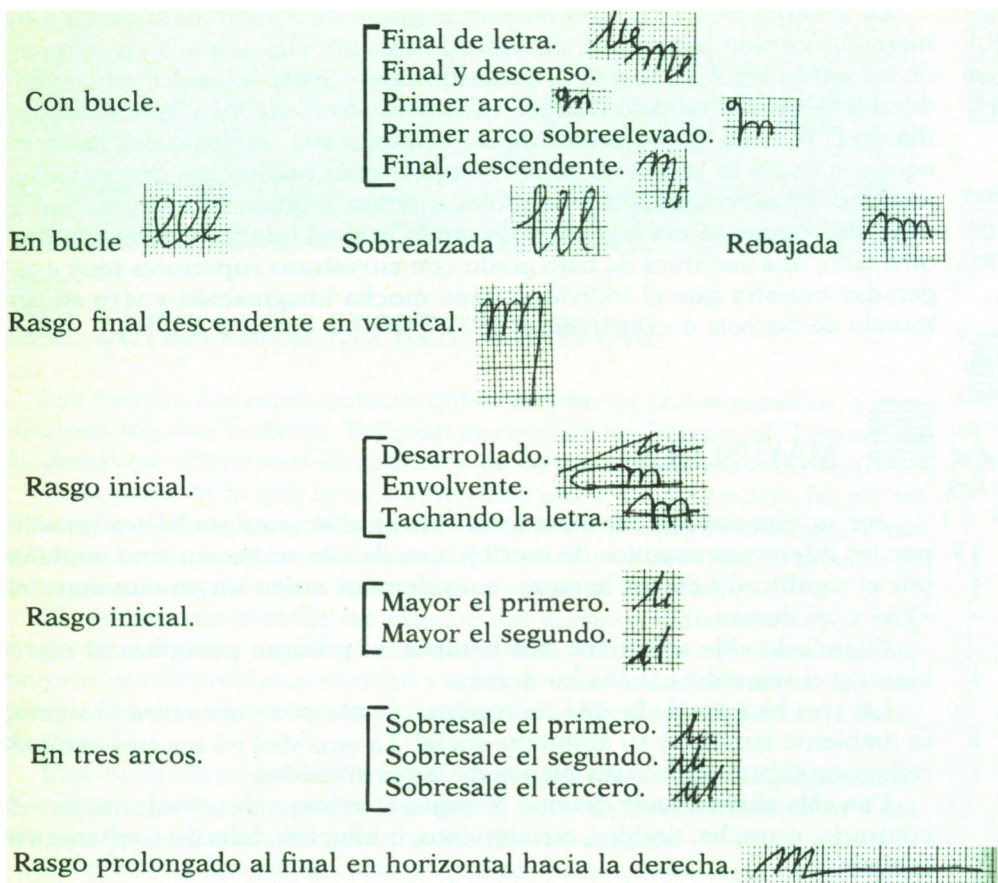 Final de letra.
Final y descenso.
Con bucle.
Primer arco.
Primer arco sobreelevado.
Final, descendente.
En bucle
Sobrealzada
Rebajada
Rasgo final descendente en vertical.
Desarrollado.
Rasgo inicial.
Envolvente.
Tachando la letra.
Rasgo inicial.
Mayor el primero.
Mayor el segundo.
Sobresale el primero.
En tres arcos.
Sobresale el segundo.
Sobresale el tercero.
Rasgo prolongado al final en horizontal hacia la derecha.